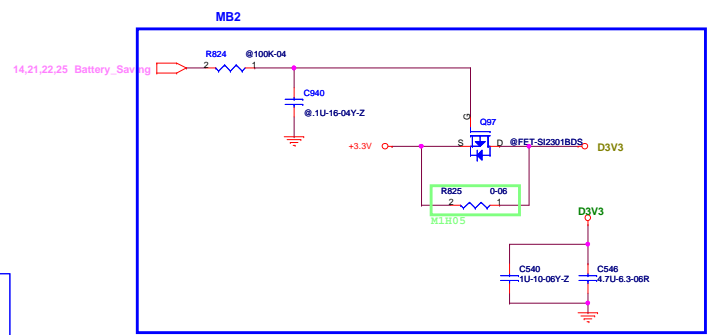 MB2
R824 @100K-04
14,21,22,25 Battery_Saving 2 1
C940
@.1U-16-04Y-Z
G Q97
+3.3V S D @FET-SI2301BDS D3V3
R825 0-06
2 1
M1H05
D3V3
C540 C546
.1U-10-06Y-Z .4.7U-6.3-06R